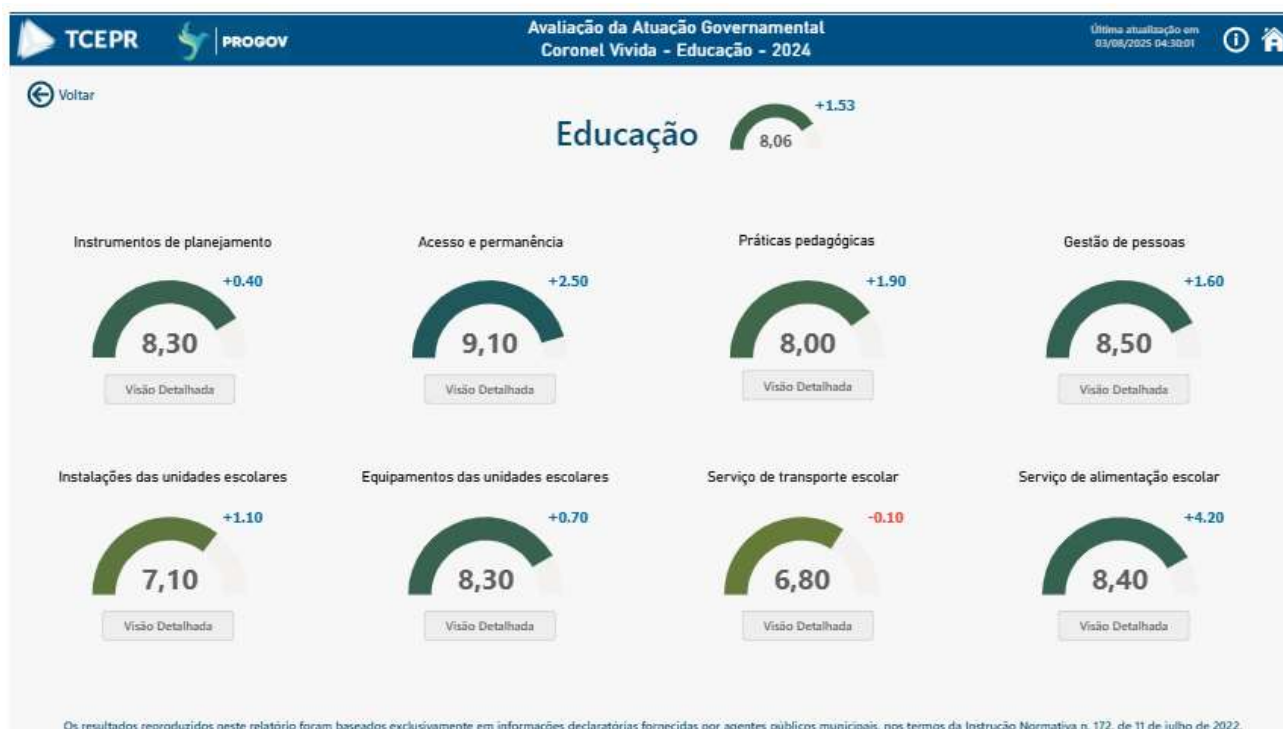 TCEPR
PROGOV
Avaliação da Atuação Governamental
Coronel Vivida - Educação - 2024
Última atualização em
03/08/2025 04:30:01
Voltar
Educação
8,06
+1.53
Instrumentos de planejamento
+0.40
8,30
Visão Detalhada
Acesso e permanência
+2.50
9,10
Visão Detalhada
Práticas pedagógicas
+1.90
8,00
Visão Detalhada
Gestão de pessoas
+1.60
8,50
Visão Detalhada
Instalações das unidades escolares
+1.10
7,10
Visão Detalhada
Equipamentos das unidades escolares
+0.70
8,30
Visão Detalhada
Serviço de transporte escolar
-0.10
6,80
Visão Detalhada
Serviço de alimentação escolar
+4.20
8,40
Visão Detalhada
Os resultados reproduzidos neste relatório foram baseados exclusivamente em informações declaratórias fornecidas por agentes públicos municipais, nos termos da Instrução Normativa n. 172, de 11 de julho de 2022.